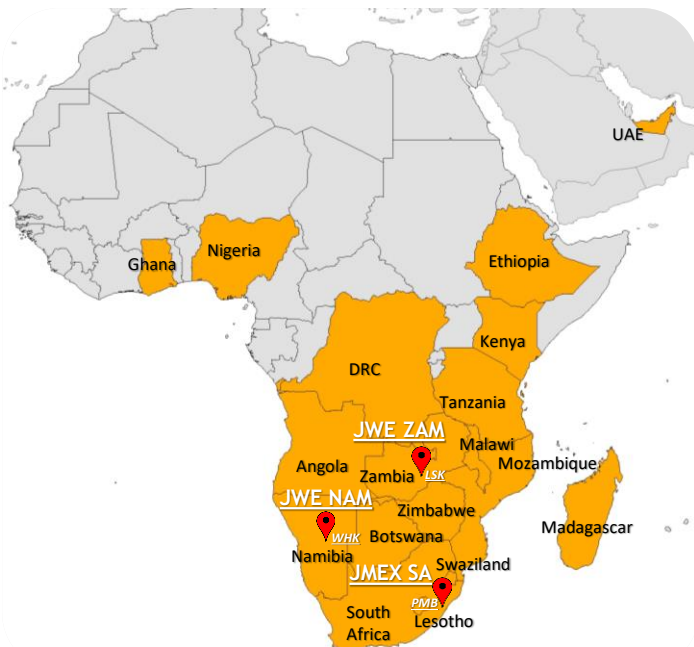 UAE
Ghana
Nigeria
Ethiopia
Kenya
DRC
Tanzania
JWE ZAM
Malawi
Mozambique
Angola
Zambia
LSK
JWE NAM
Zimbabwe
Madagascar
WHK
Botswana
Namibia
Swaziland
JMEX SA
PMB
South
Africa
Lesotho